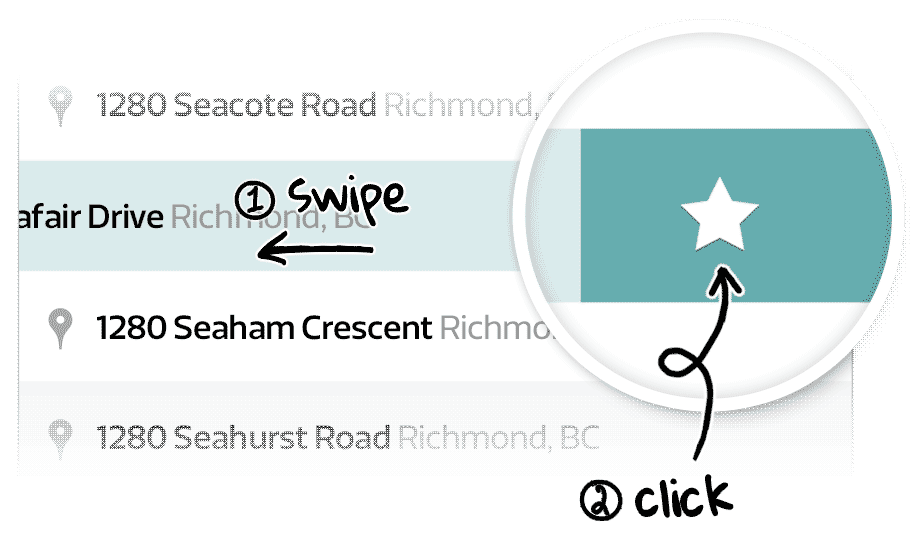 1280 Seacote Road Richmond,
afair Drive Richmond, BC
① Swipe
1280 Seaham Crescent Richmo
1280 Seahurst Road Richmond, BC
② click